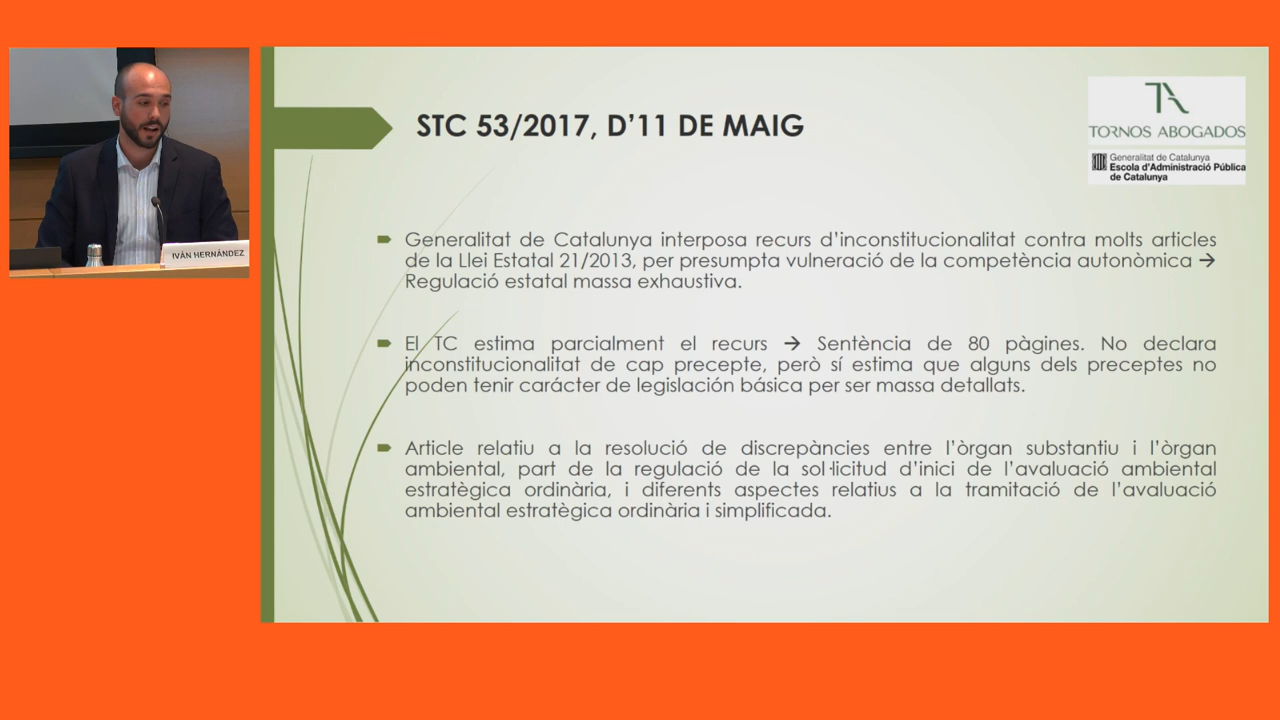 STC 53/2017, D’11 DE MAIG
TORNOS ABOGADOS
Generalitat de Catalunya
Escola d'Administració Pública
de Catalunya
IVÁN HERNÁNDEZ
Generalitat de Catalunya interposa recurs d’inconstitucionalitat contra molts articles
de la Llei Estatal 21/2013, per presumpta vulneració de la competència autonòmica →
Regulació estatal massa exhaustiva.
El TC estima parcialment el recurs → Sentència de 80 pàgines. No declara
inconstitucionalitat de cap precepte, però sí estima que alguns dels preceptes no
poden tenir carácter de legislación básica per ser massa detallats.
Article relatiu a la resolució de discrepàncies entre l’òrgan substantiu i l’òrgan
ambiental, part de la regulació de la sol·licitud d’inici de l’avaluació ambiental
estratègica ordinària, i diferents aspectes relatius a la tramitació de l’avaluació
ambiental estratègica ordinària i simplificada.